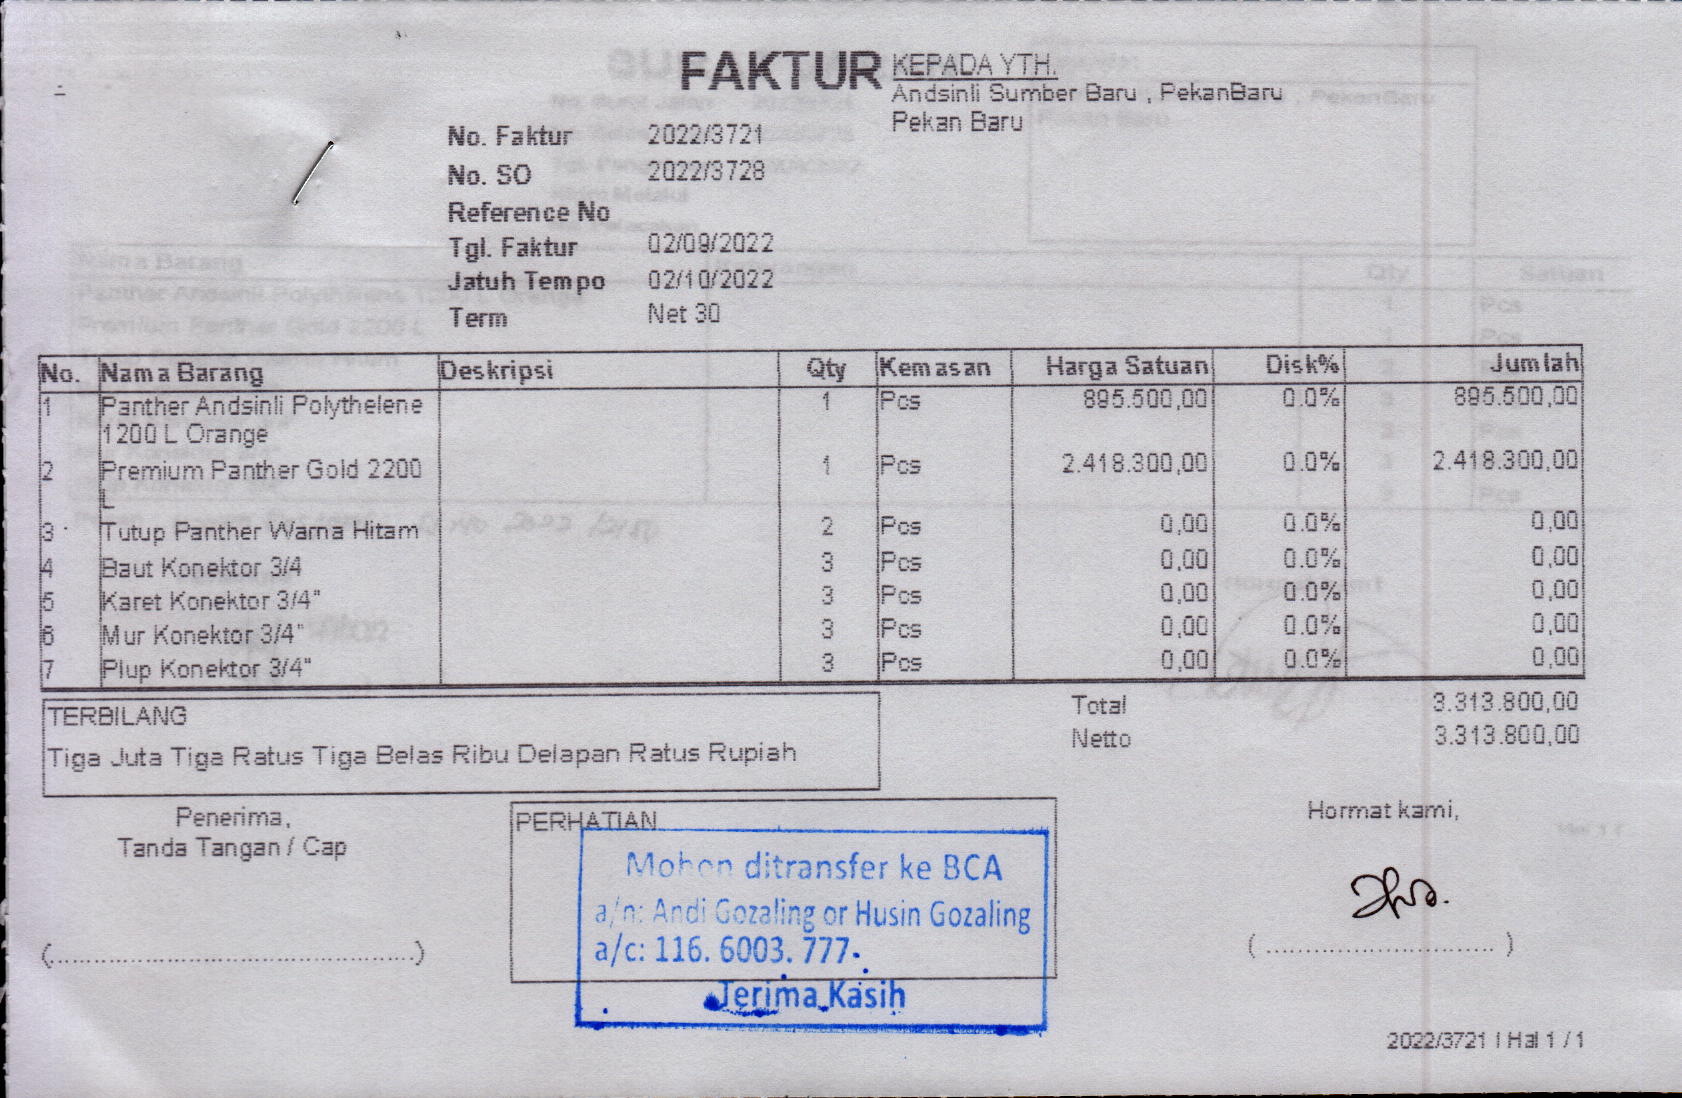 FAKTUR
KEPADA YTH.
Andsinli Sumber Baru , PekanBaru
Pekan Baru
No. Faktur 2022/3721
No. SO 2022/3728
Reference No
Tgl. Faktur 02/09/2022
Jatuh Tempo 02/10/2022
Term Net 30
No. Nama Barang Deskripsi Qty Kemasan Harga Satuan Disk% Jumlah
1 Panther Andsinli Polythelene 1 Pcs 895.500,00 0.0% 895.500,00
1200 L Orange
2 Premium Panther Gold 2200 1 Pcs 2.418.300,00 0.0% 2.418.300,00
L
3 Tutup Panther Warna Hitam 2 Pcs 0,00 0.0% 0,00
4 Baut Konektor 3/4 3 Pcs 0,00 0.0% 0,00
5 Karet Konektor 3/4" 3 Pcs 0,00 0.0% 0,00
6 Mur Konektor 3/4" 3 Pcs 0,00 0.0% 0,00
7 Plup Konektor 3/4" 3 Pcs 0,00 0.0% 0,00
TERBILANG
Tiga Juta Tiga Ratus Tiga Belas Ribu Delapan Ratus Rupiah
Total 3.313.800,00
Netto 3.313.800,00
Penerima,
Tanda Tangan / Cap
(..............................................)
PERHATIAN
Mohon ditransfer ke BCA
a/n: Andi Gozaling or Husin Gozaling
a/c: 116. 6003. 777.
Terima Kasih
Hormat kami,
( ............................ )
2022/3721 | Hal 1 / 1